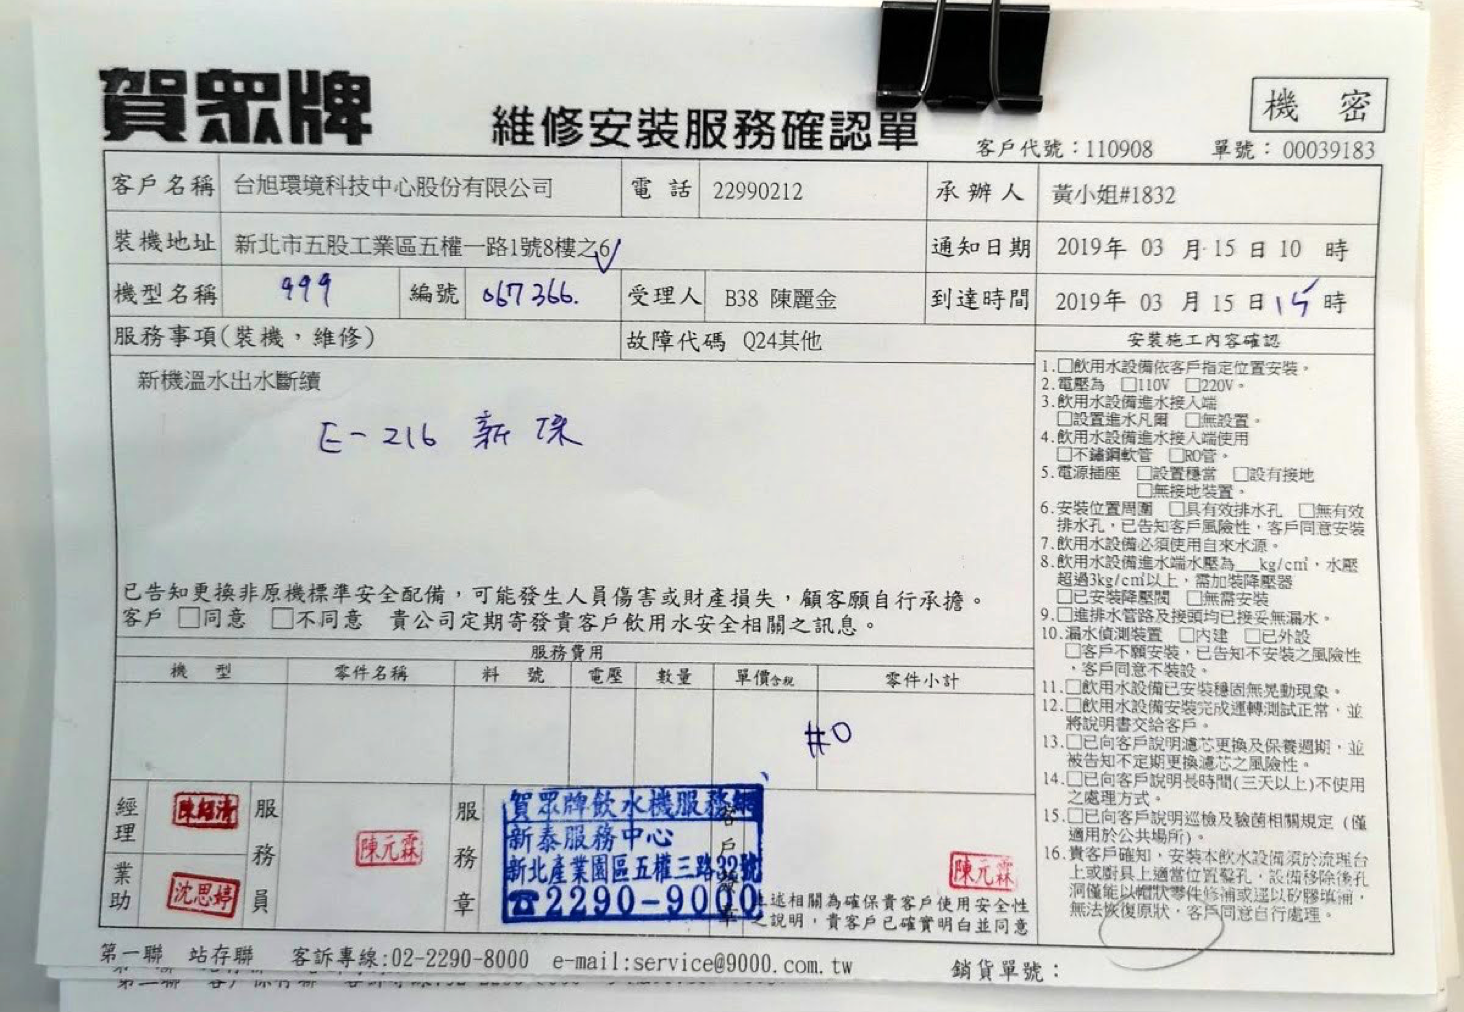 賀眾牌
維修安裝服務確認單
機 密
客戶代號：110908 單號：00039183
客戶名稱 台旭環境科技中心股份有限公司 電 話 22990212 承 辦 人 黃小姐#1832
裝機地址 新北市五股工業區五權一路1號8樓之6 通知日期 2019年 03 月 15 日 10 時
機型名稱 999 編號 067366. 受理人 B38 陳麗金 到達時間 2019年 03 月 15 日 15 時
服務事項(裝機，維修) 故障代碼 Q24其他
新機溫水出水斷續
E-216 新保
已告知更換非原機標準安全配備，可能發生人員傷害或財產損失，顧客願自行承擔。
客戶 □同意 □不同意 貴公司定期寄發貴客戶飲用水安全相關之訊息。
安裝施工內容確認
1.□飲用水設備依客戶指定位置安裝。
2.電壓為 □110V □220V。
3.飲用水設備進水接入端
□設置進水凡爾 □無設置。
4.飲用水設備進水接入端使用
□不鏽鋼軟管 □RO管。
5.電源插座 □設置穩當 □設有接地
□無接地裝置。
6.安裝位置周圍 □具有效排水孔 □無有效
排水孔，已告知客戶風險性，客戶同意安裝
7.飲用水設備必須使用自來水源。
8.飲用水設備進水端水壓為__kg/c㎡，水壓
超過3kg/c㎡以上，需加裝降壓器
□已安裝降壓閥 □無需安裝
9.□進排水管路及接頭均已接妥無漏水。
10.漏水偵測裝置 □內建 □已外設
□客戶不願安裝，已告知不安裝之風險性
，客戶同意不裝設。
11.□飲用水設備已安裝穩固無晃動現象。
12.□飲用水設備安裝完成運轉測試正常，並
將說明書交給客戶。
13.□已向客戶說明濾芯更換及保養週期，並
被告知不定期更換濾芯之風險性。
14.□已向客戶說明長時間(三天以上)不使用
之處理方式。
15.□已向客戶說明巡檢及驗菌相關規定（僅
適用於公共場所）。
16.貴客戶確知，安裝本飲水設備須於流理台
上或廚具上適當位置鑿孔，設備移除後孔
洞僅能以帽狀零件修補或逕以矽膠填補，
無法恢復原狀，客戶同意自行處理。
服務費用
機 型 零件名稱 料 號 電壓 數量 單價含稅 零件小計
#0
經理 陳紹清
業助 沈思婷
服務員 陳元霖
服務章
賀眾牌飲水機服務網
新泰服務中心
新北產業園區五權三路32號
☎2290-9000
陳元霖
上述相關為確保貴客戶使用安全性
之說明，貴客戶已確實明白並同意
第一聯 站存聯 客訴專線:02-2290-8000 e-mail:service@9000.com.tw 銷貨單號：